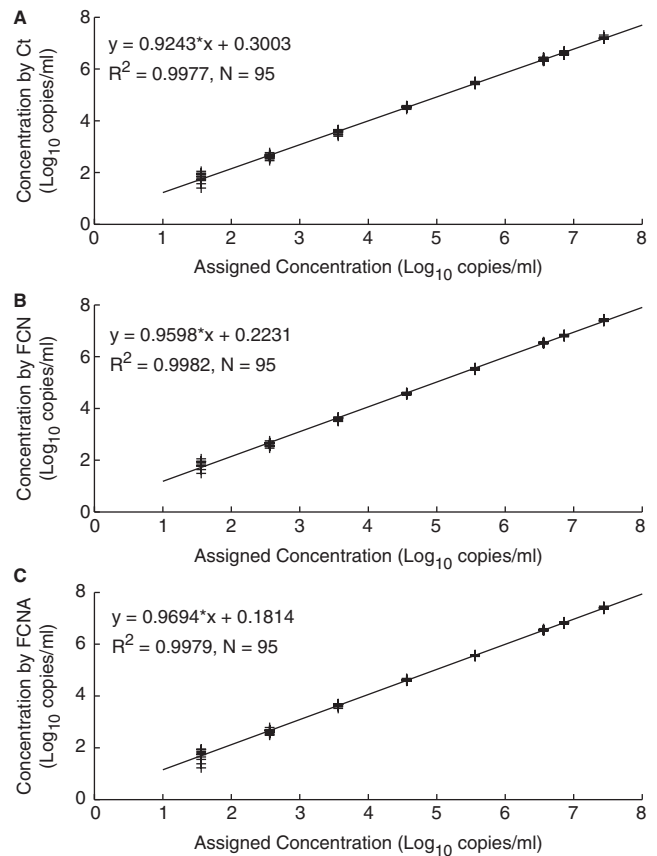 A
y = 0.9243*x + 0.3003
R² = 0.9977, N = 95
Concentration by Ct
(Log₁₀ copies/ml)
8
6
4
2
0
0 1 2 3 4 5 6 7 8
Assigned Concentration (Log₁₀ copies/ml)
B
y = 0.9598*x + 0.2231
R² = 0.9982, N = 95
Concentration by FCN
(Log₁₀ copies/ml)
8
6
4
2
0
0 1 2 3 4 5 6 7 8
Assigned Concentration (Log₁₀ copies/ml)
C
y = 0.9694*x + 0.1814
R² = 0.9979, N = 95
Concentration by FCNA
(Log₁₀ copies/ml)
8
6
4
2
0
0 1 2 3 4 5 6 7 8
Assigned Concentration (Log₁₀ copies/ml)